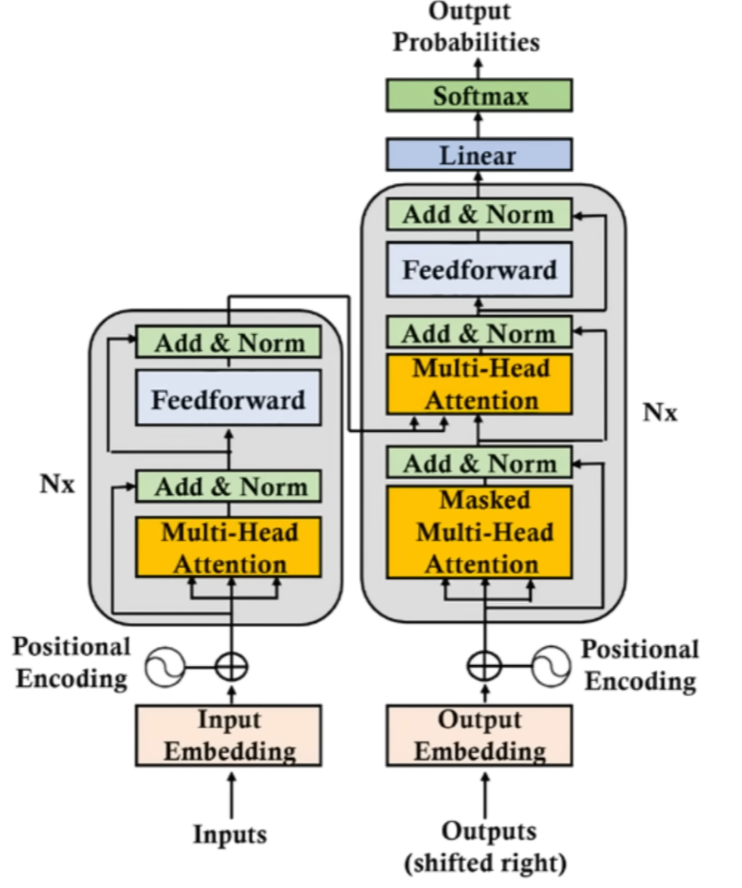 Output
Probabilities
Softmax
Linear
Add & Norm
Feedforward
Add & Norm
Multi-Head
Attention
Nx
Add & Norm
Masked
Multi-Head
Attention
Positional
Encoding
Output
Embedding
Outputs
(shifted right)
Add & Norm
Feedforward
Nx
Add & Norm
Multi-Head
Attention
Positional
Encoding
Input
Embedding
Inputs